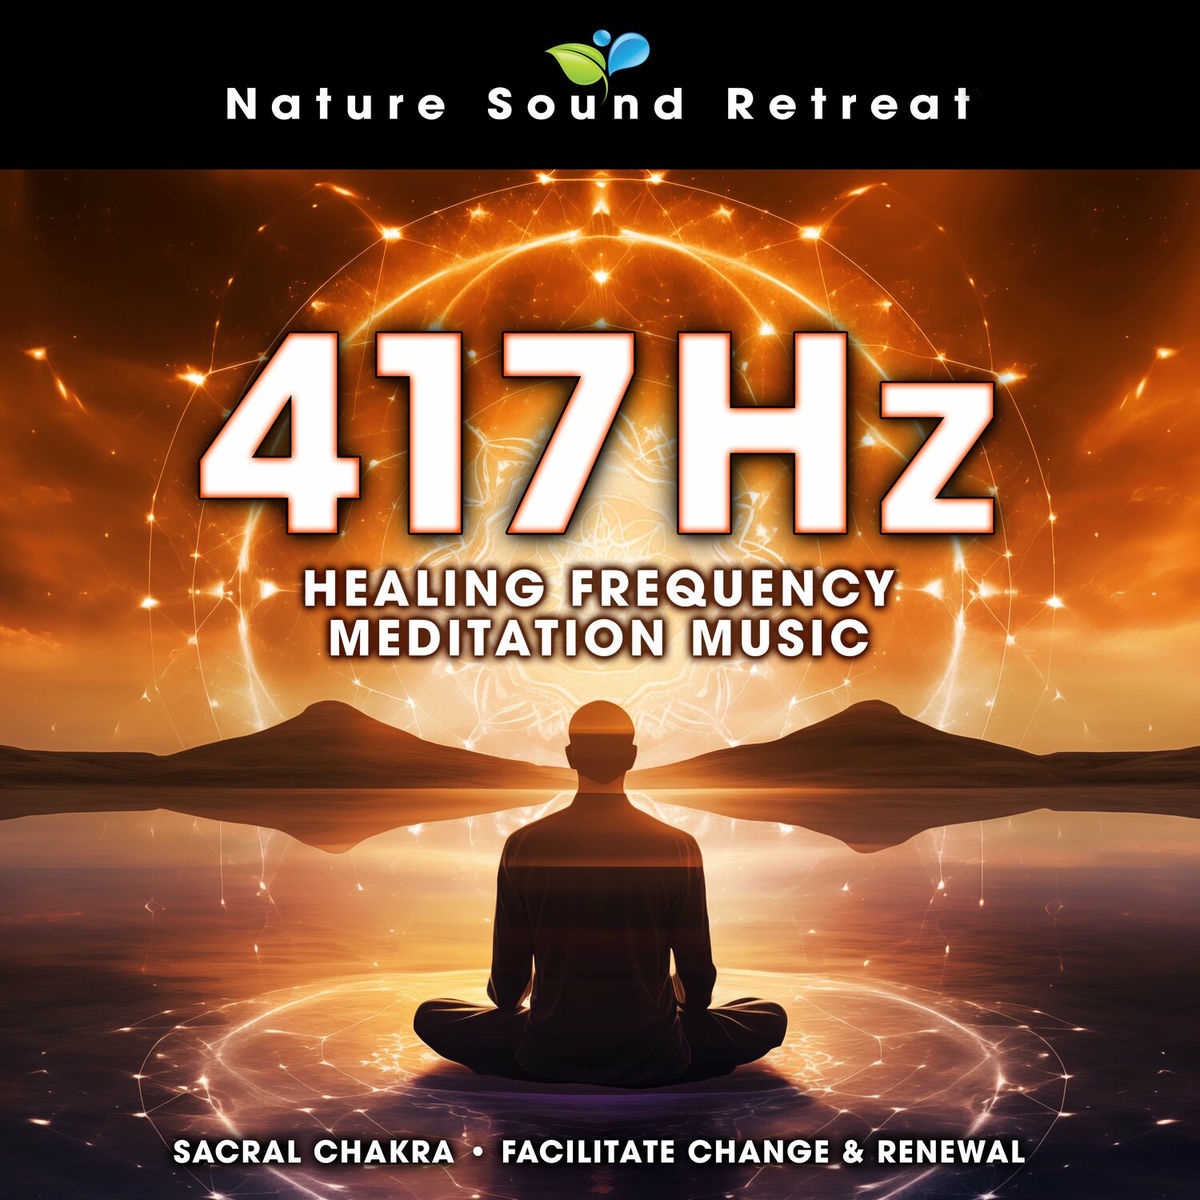 Nature Sound Retreat
417Hz
HEALING FREQUENCY
MEDITATION MUSIC
SACRAL CHAKRA • FACILITATE CHANGE & RENEWAL